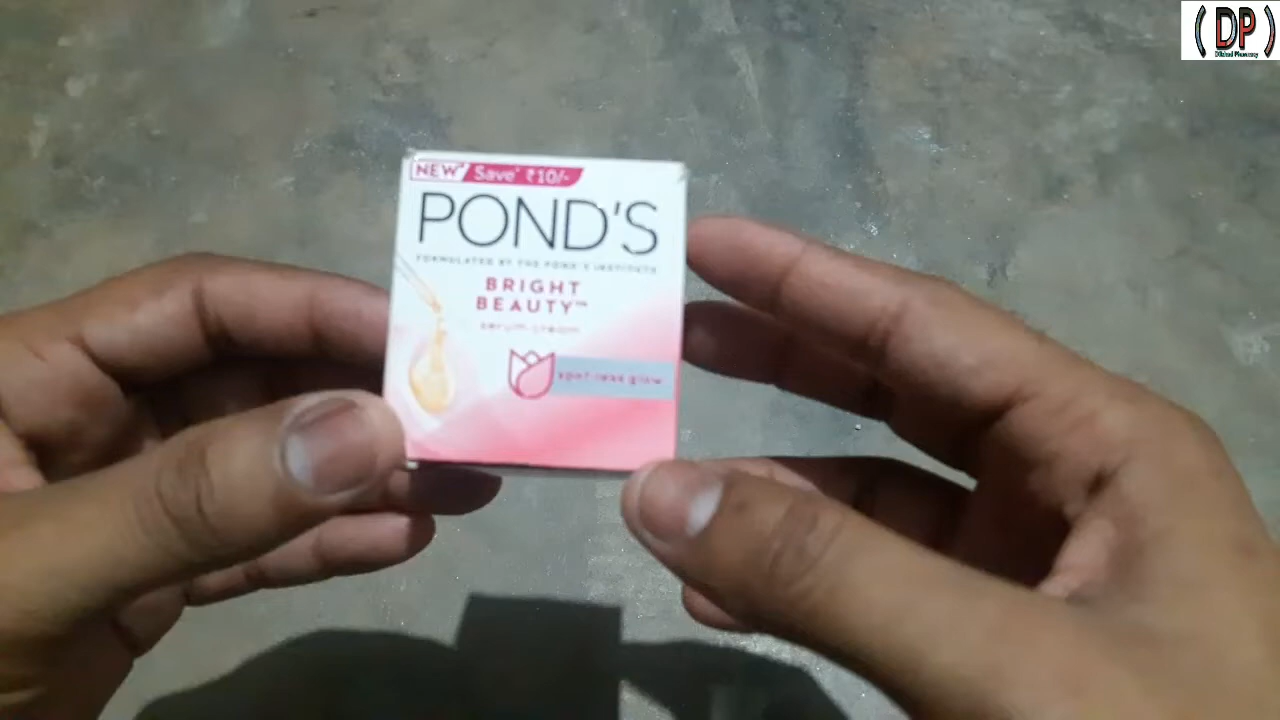 ( DP )
NEW* Save* ₹10/-
POND'S
FORMULATED BY THE POND'S INSTITUTE
BRIGHT
BEAUTY™
serum cream
spot-less glow